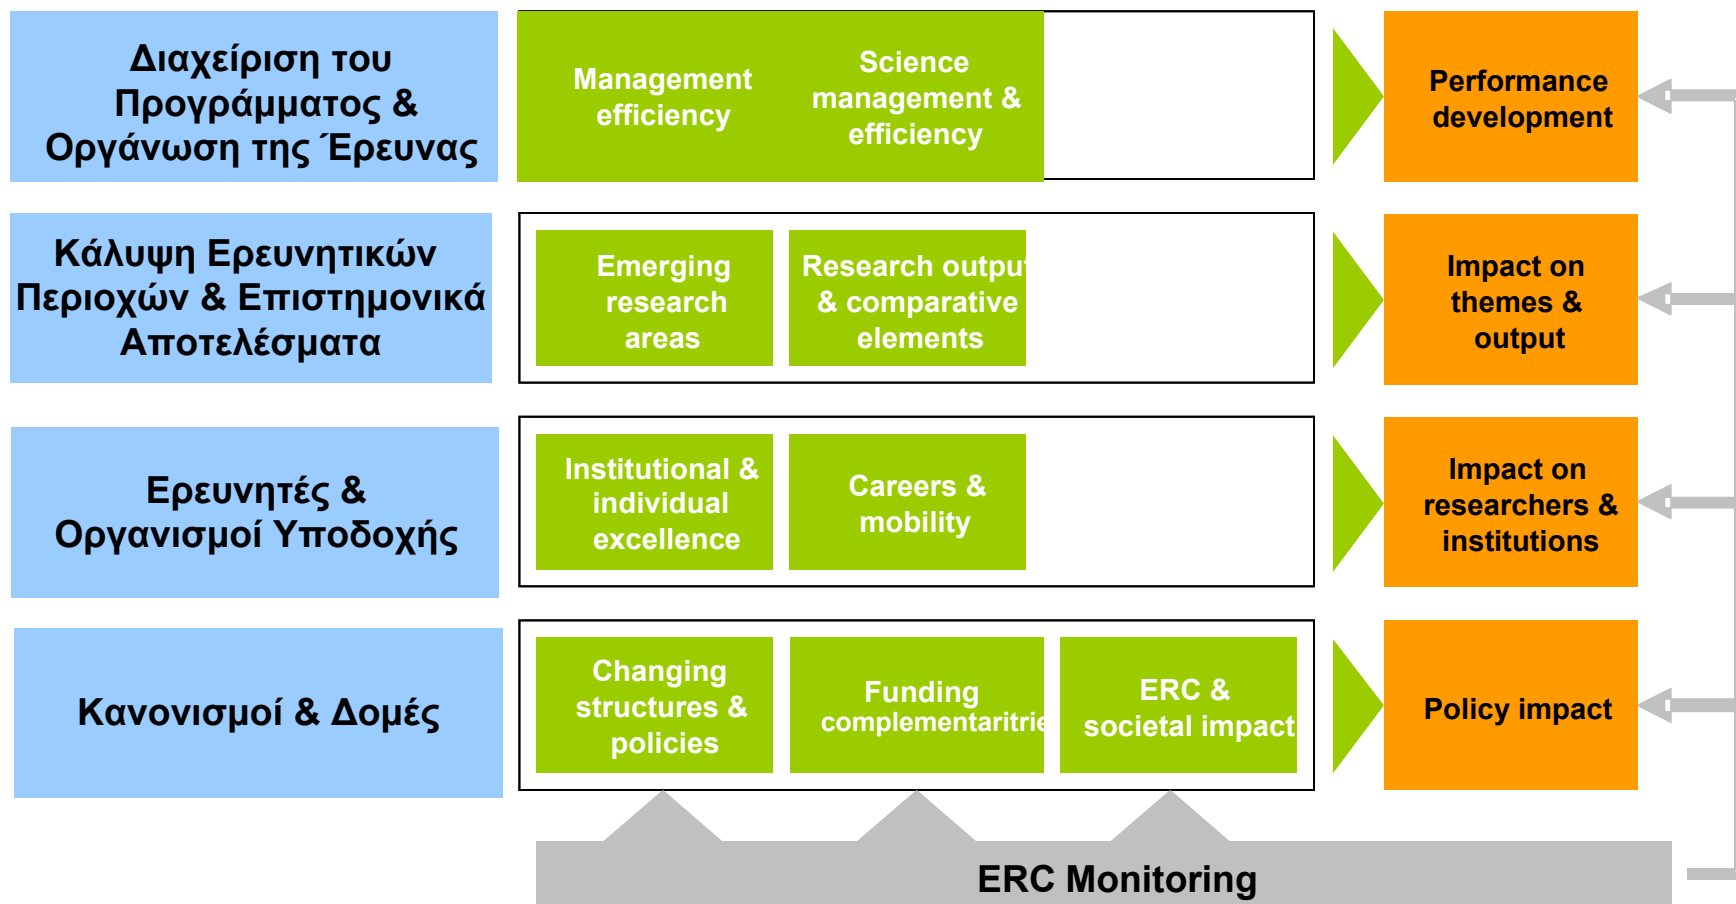 Διαχείριση του
Προγράμματος &
Οργάνωση της Έρευνας
Management
efficiency
Science
management &
efficiency
Performance
development
Κάλυψη Ερευνητικών
Περιοχών & Επιστημονικά
Αποτελέσματα
Emerging
research
areas
Research output
& comparative
elements
Impact on
themes &
output
Ερευνητές &
Οργανισμοί Υποδοχής
Institutional &
individual
excellence
Careers &
mobility
Impact on
researchers &
institutions
Κανονισμοί & Δομές
Changing
structures &
policies
Funding
complementaritrie
ERC &
societal impact
Policy impact
ERC Monitoring